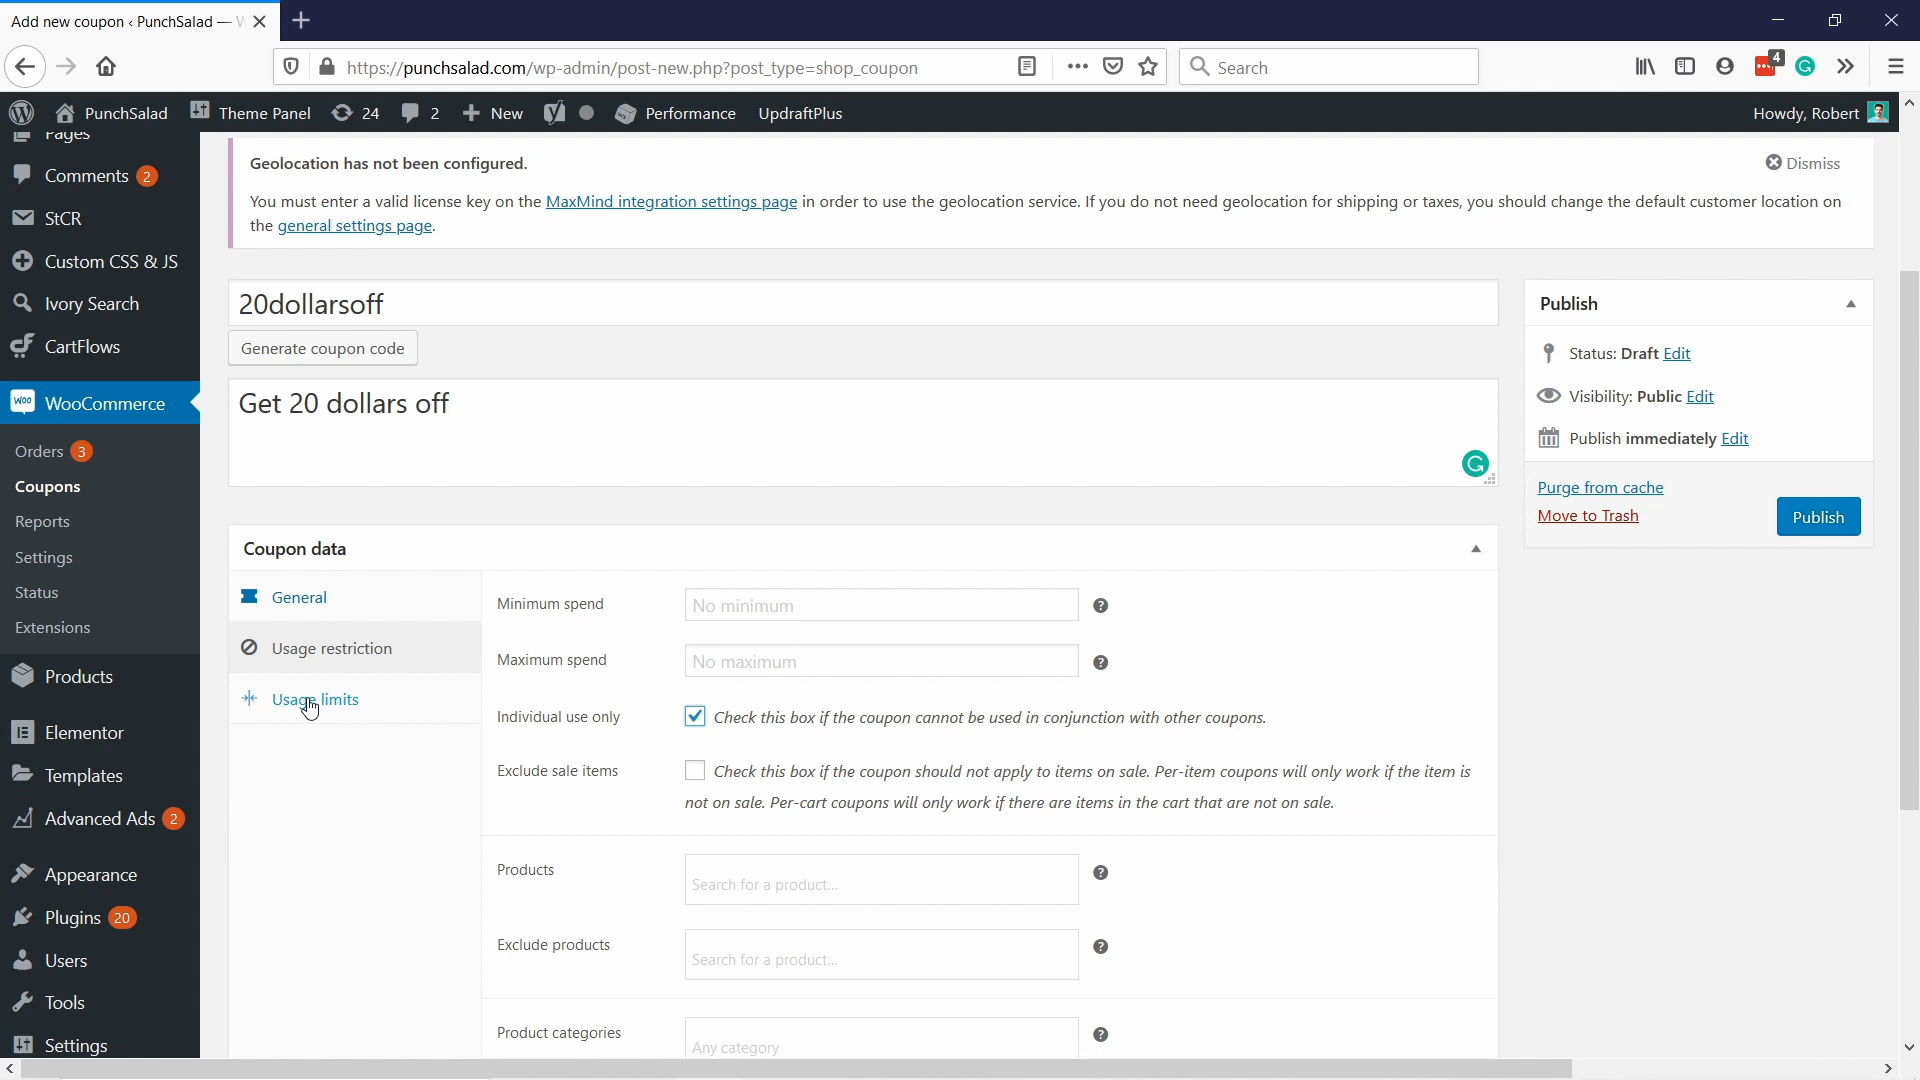 Add new coupon ‹ PunchSalad — W
https://punchsalad.com/wp-admin/post-new.php?post_type=shop_coupon
Search
4
PunchSalad
Theme Panel
24
2
New
Performance
UpdraftPlus
Howdy, Robert
Pages
Comments 2
StCR
Custom CSS & JS
Ivory Search
CartFlows
WooCommerce
Orders 3
Coupons
Reports
Settings
Status
Extensions
Products
Elementor
Templates
Advanced Ads 2
Appearance
Plugins 20
Users
Tools
Settings
Geolocation has not been configured.
Dismiss
You must enter a valid license key on the MaxMind integration settings page in order to use the geolocation service. If you do not need geolocation for shipping or taxes, you should change the default customer location on
the general settings page.
20dollarsoff
Generate coupon code
Get 20 dollars off
Coupon data
General
Usage restriction
Usage limits
Minimum spend
No minimum
Maximum spend
No maximum
Individual use only
Check this box if the coupon cannot be used in conjunction with other coupons.
Exclude sale items
Check this box if the coupon should not apply to items on sale. Per-item coupons will only work if the item is
not on sale. Per-cart coupons will only work if there are items in the cart that are not on sale.
Products
Search for a product…
Exclude products
Search for a product…
Product categories
Any category
Publish
Status: Draft Edit
Visibility: Public Edit
Publish immediately Edit
Purge from cache
Move to Trash
Publish